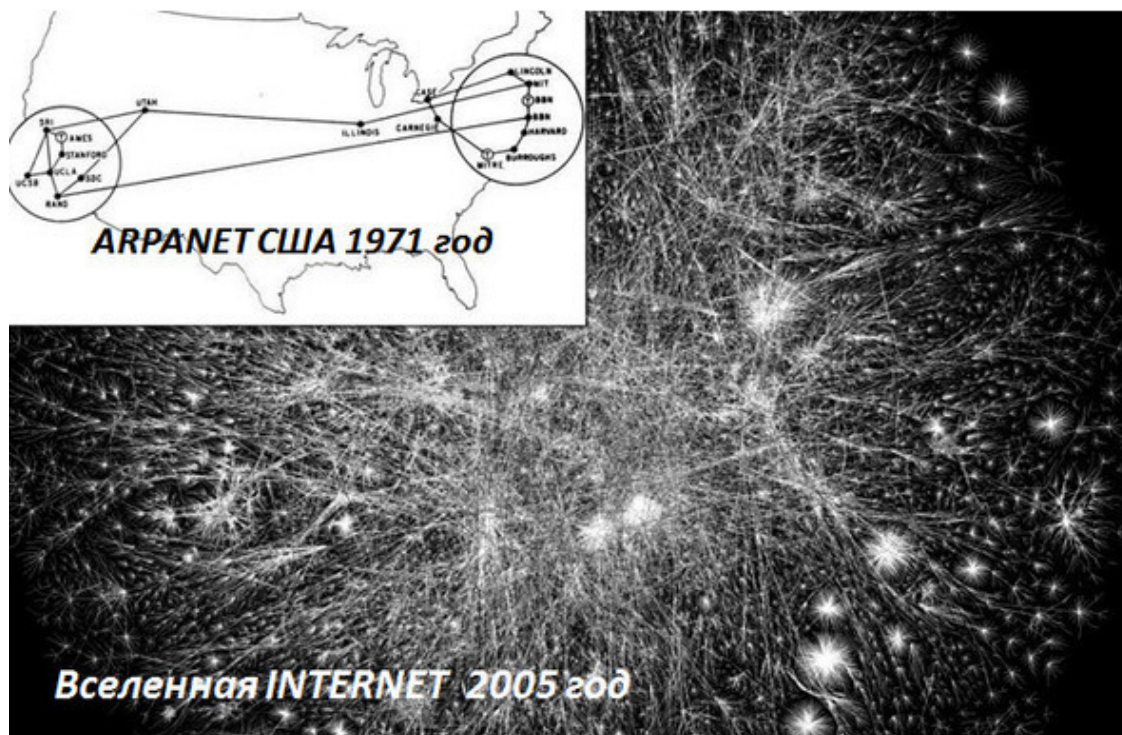 LINCOLN
CASE
MIT
UTAH
T BBN
SRI
BBN
ILLINOIS
CARNEGIE
T AMES
HARVARD
STANFORD
BURROUGHS
T
MITRE
UCSB
UCLA
SDC
RAND
ARPANET США 1971 год
Вселенная INTERNET 2005 год